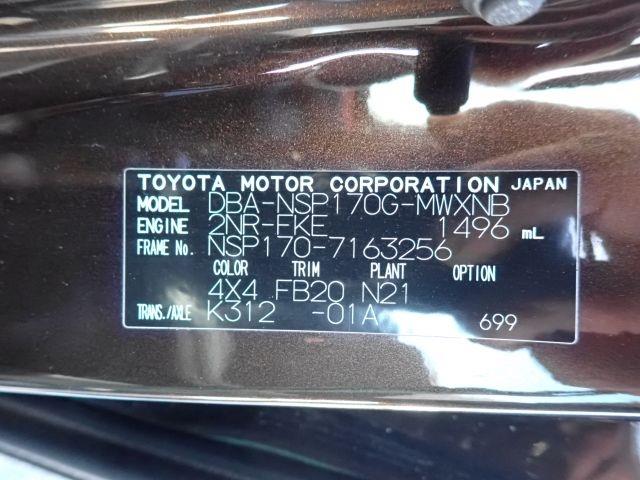 TOYOTA MOTOR CORPORATION JAPAN
MODEL DBA-NSP170G-MWXNB
ENGINE 2NR-FKE 1496 mL
FRAME No. NSP170-7163256
COLOR TRIM PLANT OPTION
4X4 FB20 N21
TRANS./AXLE K312 -01A 699